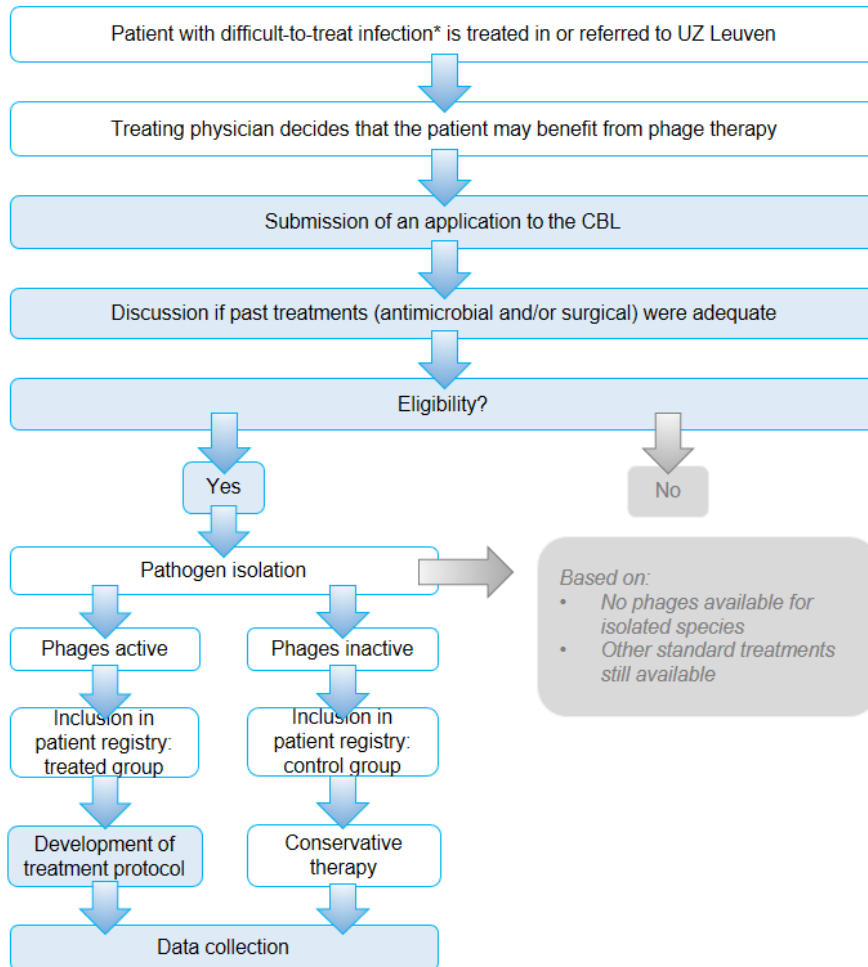 Patient with difficult-to-treat infection* is treated in or referred to UZ Leuven
Treating physician decides that the patient may benefit from phage therapy
Submission of an application to the CBL
Discussion if past treatments (antimicrobial and/or surgical) were adequate
Eligibility?
Yes
No
Pathogen isolation
Based on:
• No phages available for
isolated species
• Other standard treatments
still available
Phages active
Phages inactive
Inclusion in
patient registry:
treated group
Inclusion in
patient registry:
control group
Development of
treatment protocol
Conservative
therapy
Data collection